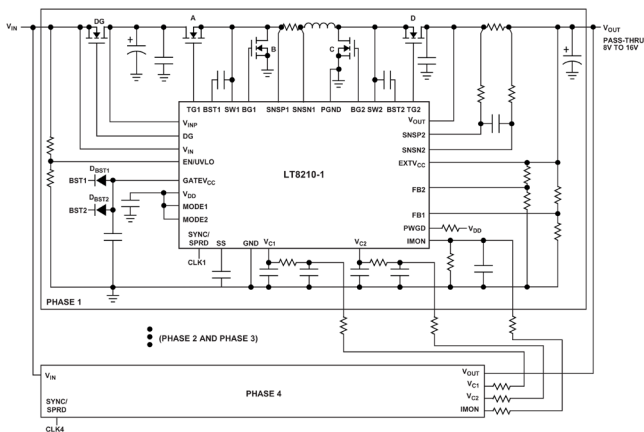 DG
A
D
VIN
VOUT
PASS-THRU
8V TO 16V
B
C
TG1 BST1 SW1 BG1 SNSP1 SNSN1 PGND BG2 SW2 BST2 TG2
VINP
DG
VIN
EN/UVLO
GATEVCC
VDD
MODE1
MODE2
LT8210-1
VOUT
SNSP2
SNSN2
EXTVCC
FB2
FB1
PWGD
VDD
IMON
DBST1
BST1
DBST2
BST2
SYNC/
SPRD
SS
GND
VC1
VC2
CLK1
PHASE 1
(PHASE 2 AND PHASE 3)
VIN
VOUT
VC1
VC2
IMON
PHASE 4
SYNC/
SPRD
CLK4